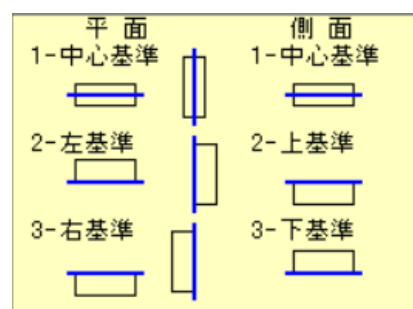 平 面 側 面
1-中心基準 1-中心基準
2-左基準 2-上基準
3-右基準 3-下基準